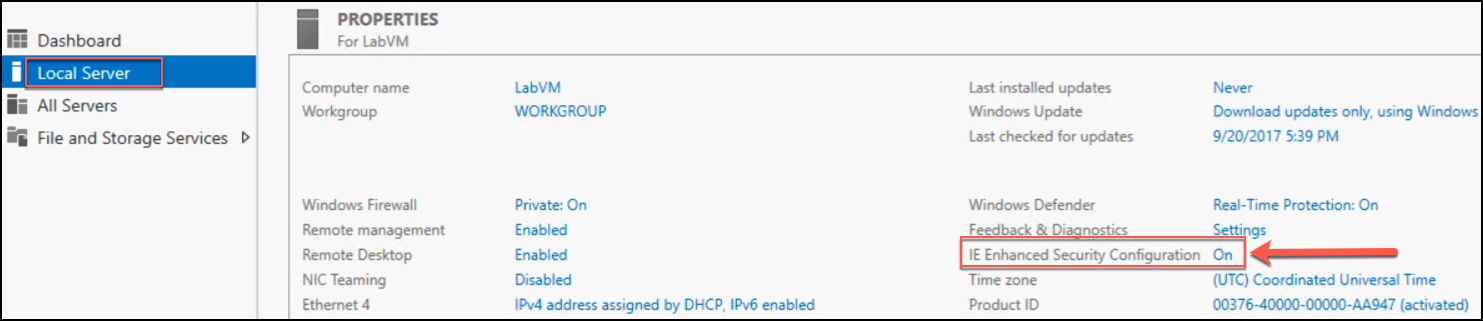 PROPERTIES
For LabVM
Dashboard
Local Server
All Servers
File and Storage Services
Computer name LabVM
Workgroup WORKGROUP
Last installed updates Never
Windows Update Download updates only, using Windows
Last checked for updates 9/20/2017 5:39 PM
Windows Firewall Private: On
Remote management Enabled
Remote Desktop Enabled
NIC Teaming Disabled
Ethernet 4 IPv4 address assigned by DHCP, IPv6 enabled
Windows Defender Real-Time Protection: On
Feedback & Diagnostics Settings
IE Enhanced Security Configuration On
Time zone (UTC) Coordinated Universal Time
Product ID 00376-40000-00000-AA947 (activated)